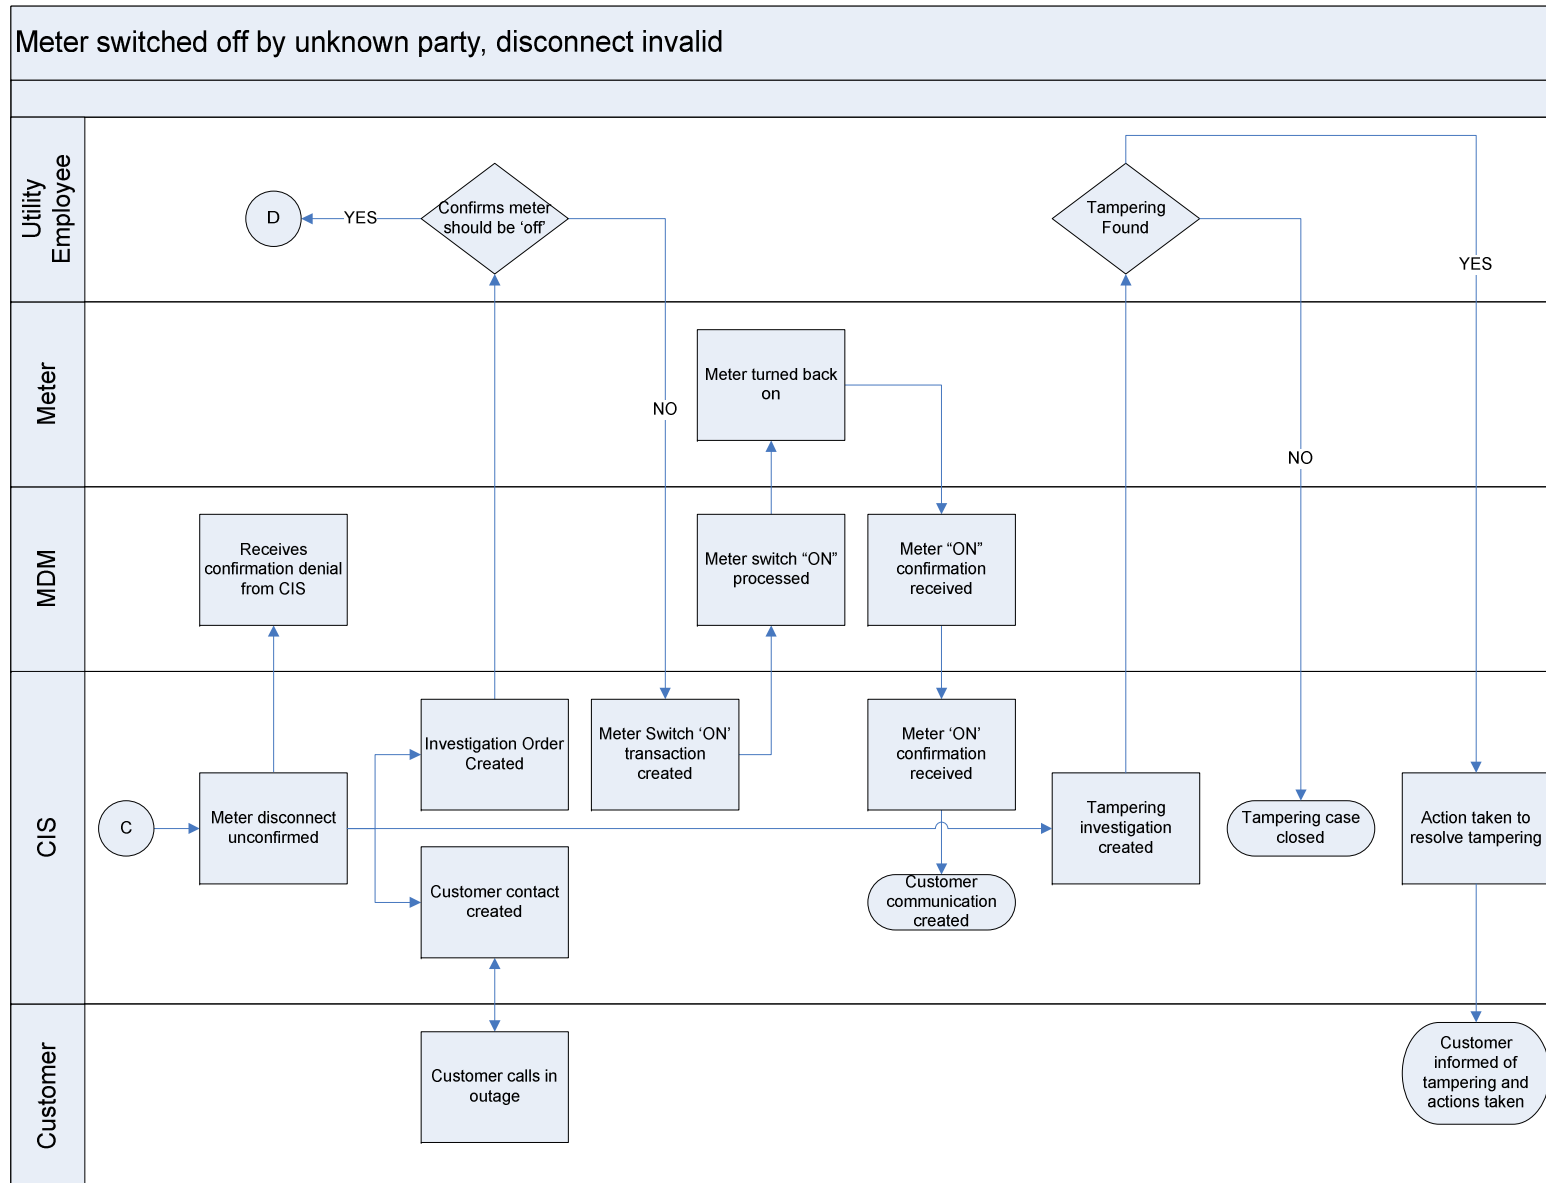 Meter switched off by unknown party, disconnect invalid
Utility
Employee
D
YES
Confirms meter
should be ‘off’
Tampering
Found
YES
Meter
Meter turned back
on
NO
NO
MDM
Receives
confirmation denial
from CIS
Meter switch “ON”
processed
Meter “ON”
confirmation
received
CIS
C
Meter disconnect
unconfirmed
Investigation Order
Created
Meter Switch ‘ON’
transaction
created
Meter ‘ON’
confirmation
received
Tampering
investigation
created
Tampering case
closed
Action taken to
resolve tampering
Customer contact
created
Customer
communication
created
Customer
Customer calls in
outage
Customer
informed of
tampering and
actions taken